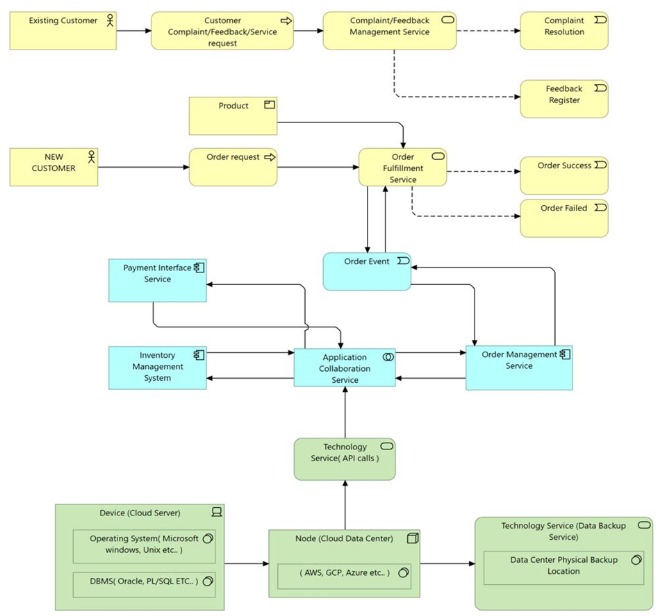 Existing Customer
Customer
Complaint/Feedback/Service
request
Complaint/Feedback
Management Service
Complaint
Resolution
Feedback
Register
Product
NEW
CUSTOMER
Order request
Order
Fulfillment
Service
Order Success
Order Failed
Payment Interface
Service
Order Event
Inventory
Management
System
Application
Collaboration
Service
Order Management
Service
Technology
Service( API calls )
Device (Cloud Server)
Operating System( Microsoft
windows, Unix etc.. )
DBMS( Oracle, PL/SQL ETC.. )
Node (Cloud Data Center)
( AWS, GCP, Azure etc.. )
Technology Service (Data Backup
Service)
Data Center Physical Backup
Location